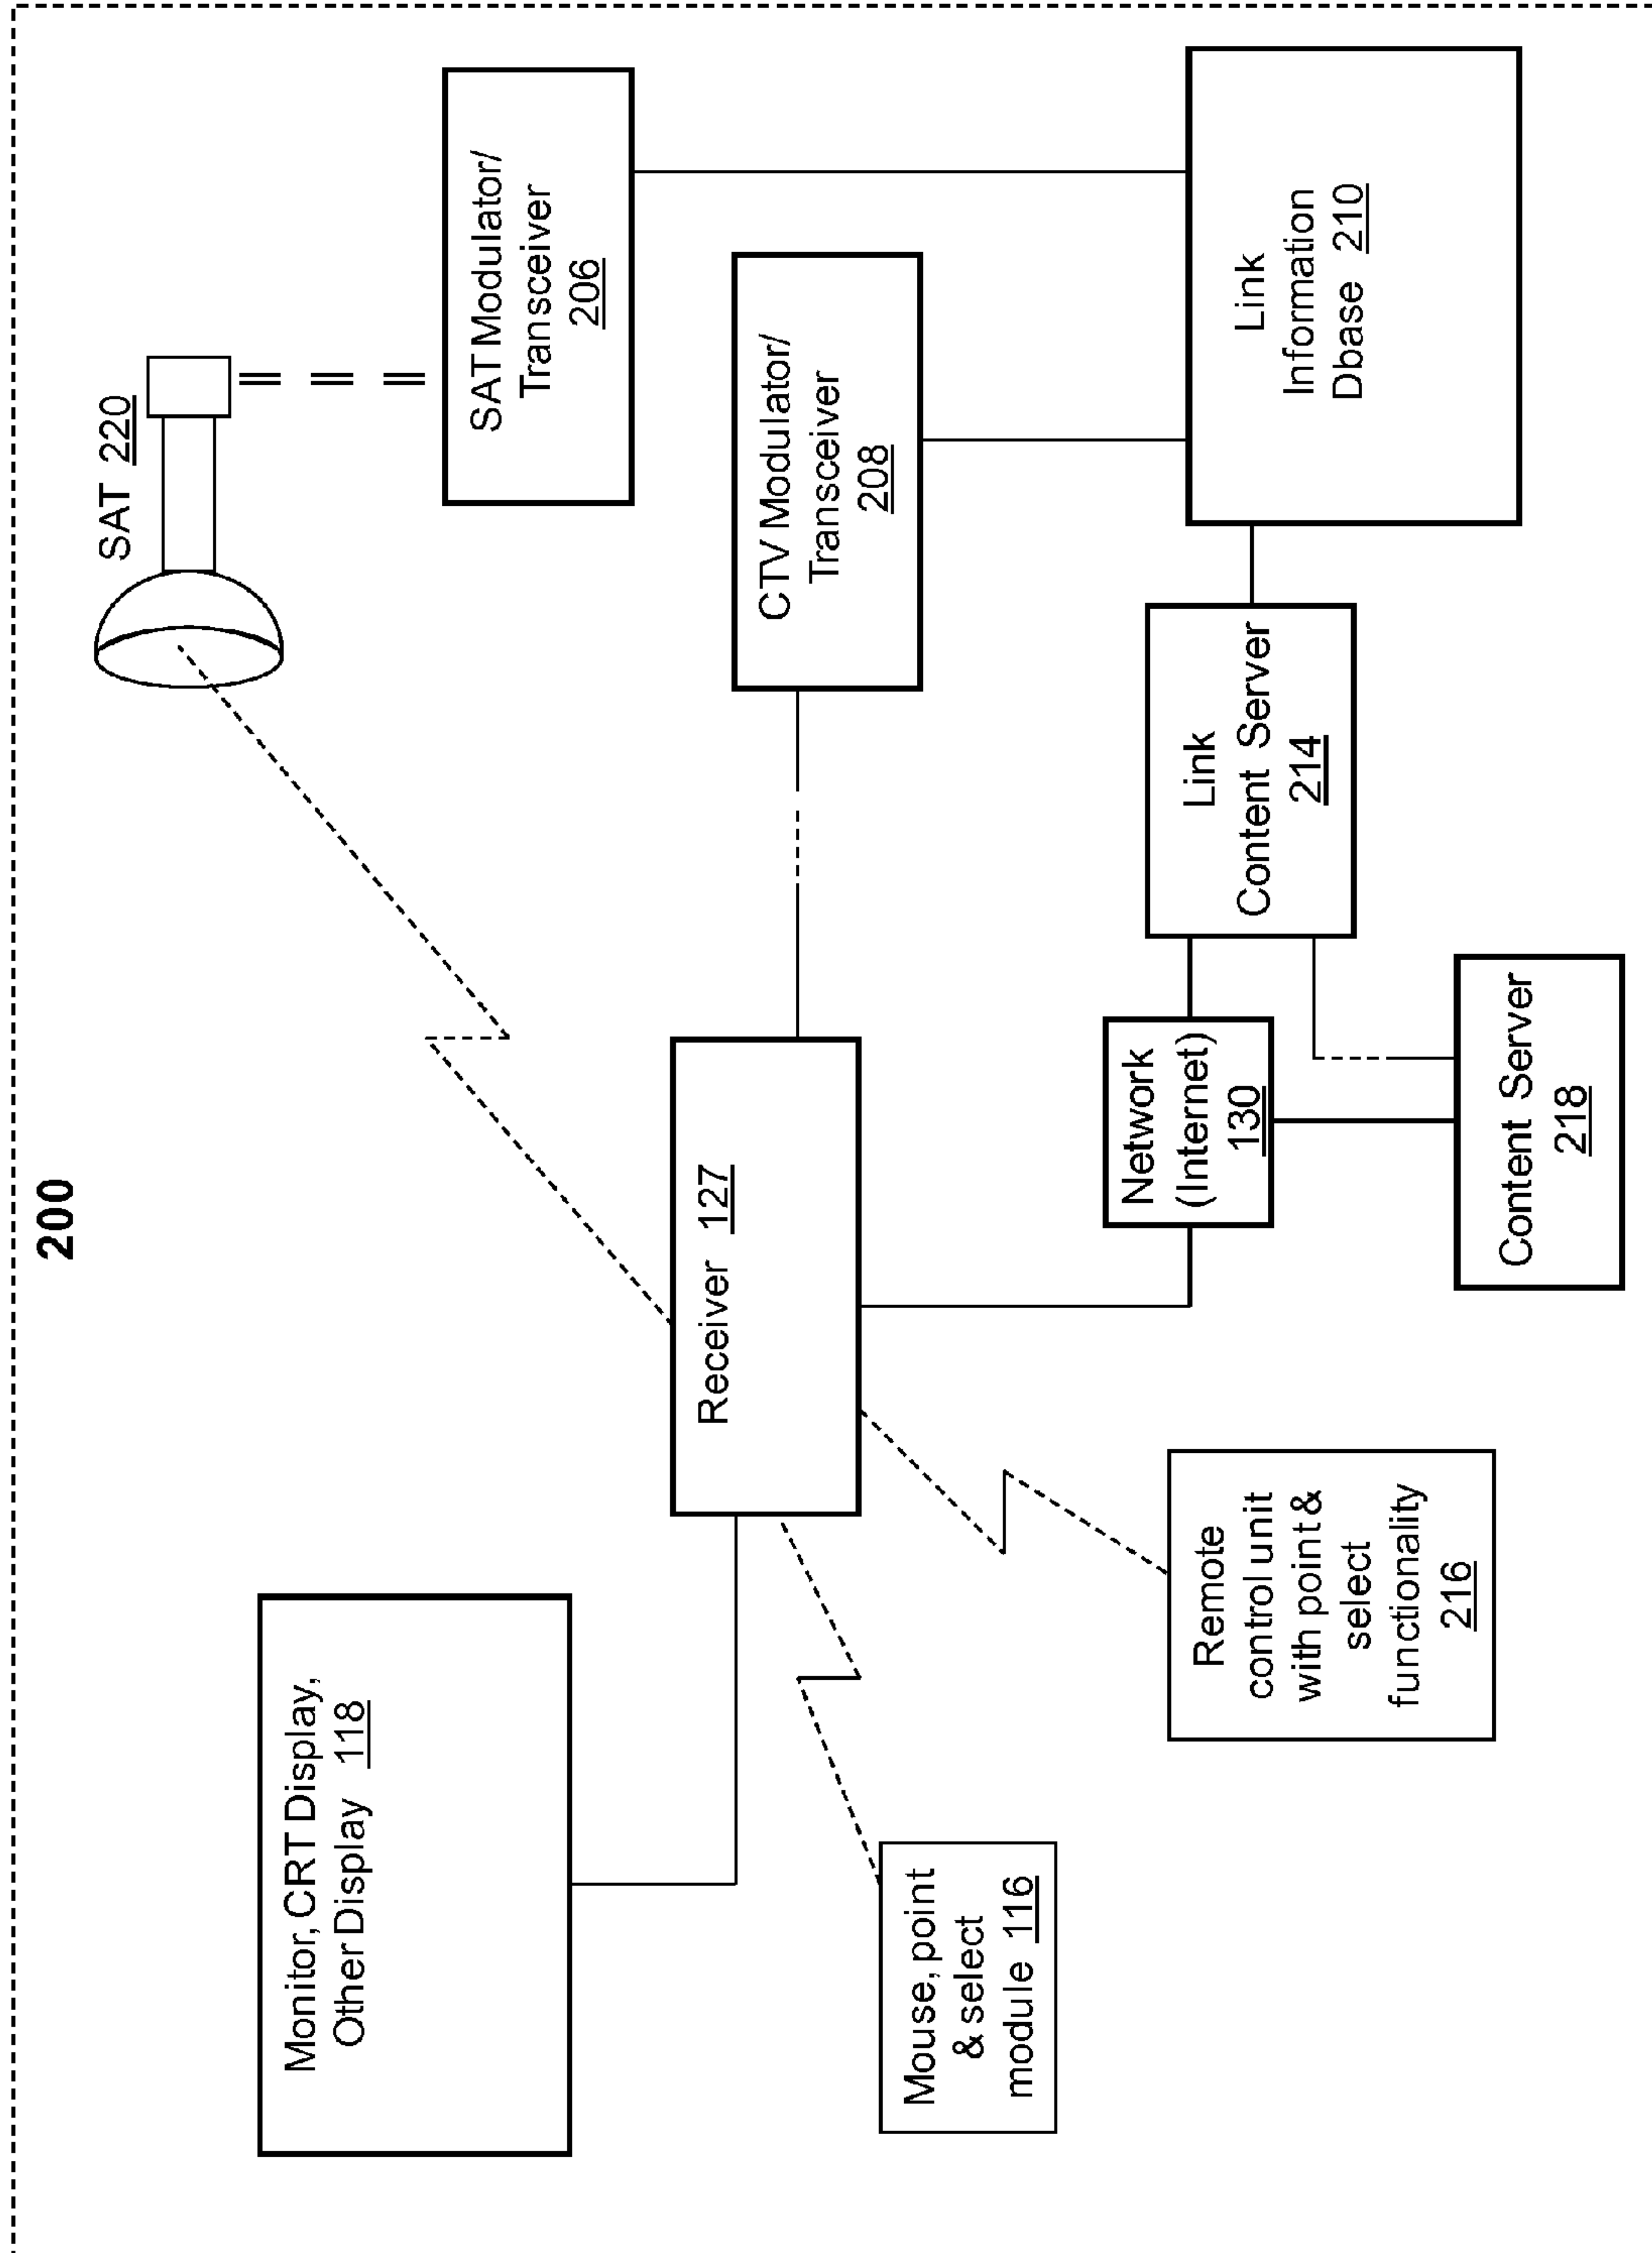 200
SAT 220
Monitor, CRT Display,
Other Display 118
SAT Modulator/
Transceiver
206
Receiver 127
CTV Modulator/
Transceiver
208
Mouse, point
& select
module 116
Remote
control unit
with point &
select
functionality
216
Network
(Internet)
130
Link
Content Server
214
Link
Information
Dbase 210
Content Server
218